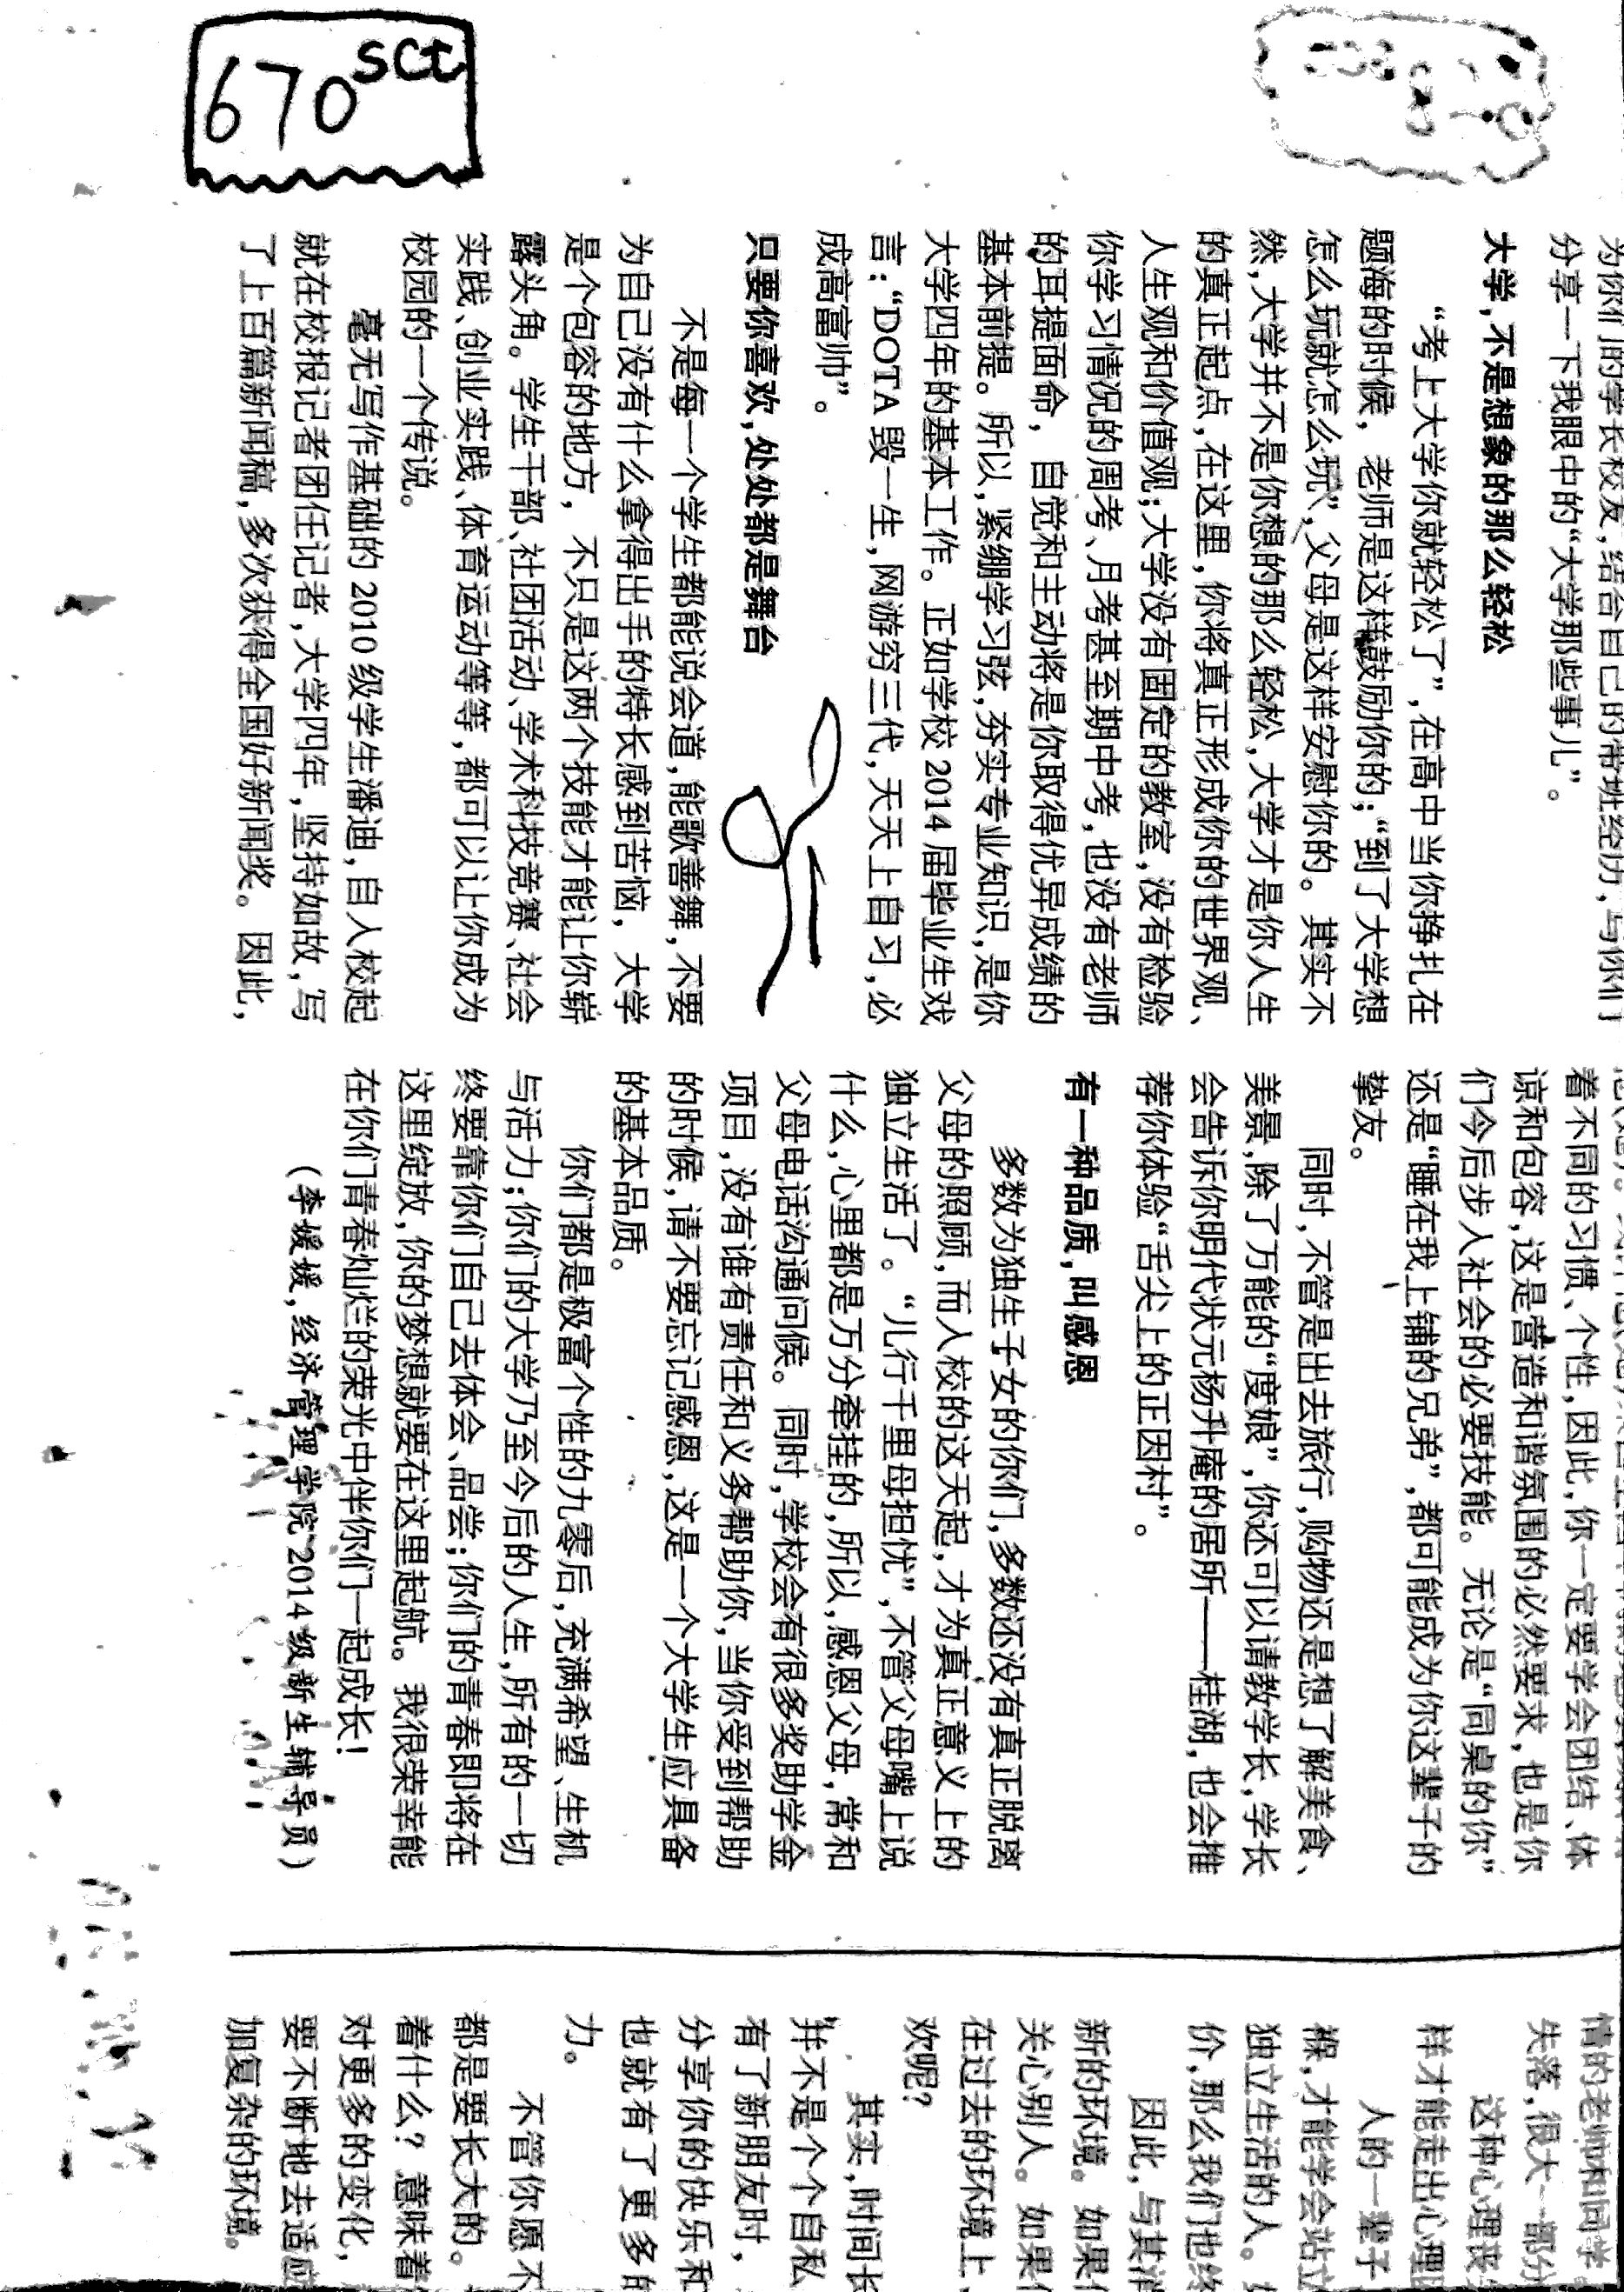 670 sct
为你们的学长校友,结合自己的带班经历,与你们
分享一下我眼中的“大学那些事儿”。
大学,不是想象的那么轻松
“考上大学你就轻松了”,在高中当你挣扎在
题海的时候,老师是这样鼓励你的;“到了大学想
怎么玩就怎么玩”,父母是这样安慰你的。其实不
然,大学并不是你想的那么轻松,大学才是你人生
的真正起点,在这里,你将真正形成你的世界观、
人生观和价值观;大学没有固定的教室,没有检验
你学习情况的周考、月考甚至期中考,也没有老师
的耳提面命,自觉和主动将是你取得优异成绩的
基本前提。所以,紧绷学习弦,夯实专业知识,是你
大学四年的基本工作。正如学校 2014 届毕业生戏
言:“DOTA 毁一生,网游穷三代,天天上自习,必
成高富帅”。
只要你喜欢,处处都是舞台
不是每一个学生都能说会道,能歌善舞,不要
为自己没有什么拿得出手的特长感到苦恼,大学
是个包容的地方,不只是这两个技能才能让你崭
露头角。学生干部、社团活动、学术科技竞赛、社会
实践、创业实践、体育运动等等,都可以让你成为
校园的一个传说。
毫无写作基础的 2010 级学生潘迪,自入校起
就在校报记者团任记者,大学四年,坚持如故,写
了上百篇新闻稿,多次获得全国好新闻奖。因此,
着不同的习惯、个性,因此,你一定要学会团结、体
谅和包容,这是营造和谐氛围的必然要求,也是你
们今后步入社会的必要技能。无论是“同桌的你”
还是“睡在我上铺的兄弟”,都可能成为你这辈子的
挚友。
同时,不管是出去旅行,购物还是想了解美食、
美景,除了万能的“度娘”,你还可以请教学长,学长
会告诉你明代状元杨升庵的居所——桂湖,也会推
荐你体验“舌尖上的正因村”。
有一种品质,叫感恩
多数为独生子女的你们,多数还没有真正脱离
父母的照顾,而入校的这天起,才为真正意义上的
独立生活了。“儿行千里母担忧”,不管父母嘴上说
什么,心里都是万分牵挂的,所以,感恩父母,常和
父母电话沟通问候。同时,学校会有很多奖助学金
项目,没有谁有责任和义务帮助你,当你受到帮助
的时候,请不要忘记感恩,这是一个大学生应具备
的基本品质。
你们都是极富个性的九零后,充满希望、生机
与活力;你们的大学乃至今后的人生,所有的一切
终要靠你们自己去体会、品尝;你们的青春即将在
这里绽放,你的梦想就要在这里起航。我很荣幸能
在你们青春灿烂的荣光中伴你们一起成长!
(李媛媛,经济管理学院 2014 级新生辅导员)
情的老师和同学
失落,很大一部分
这种心理我
样才能走出心理
人的一辈子
褓,才能学会站立
独立生活的人。
价,那么我们也终
因此,与其消
新的环境。如果
关心别人。如果
在过去的环境上
欢呢?
其实,时间长
并不是个个自私
有了新朋友时,
分享你的快乐和
也就有了更多的
力。
不管你愿不
都是要长大的。
着什么?意味着
对更多的变化,
要不断地去适应
加复杂的环境。